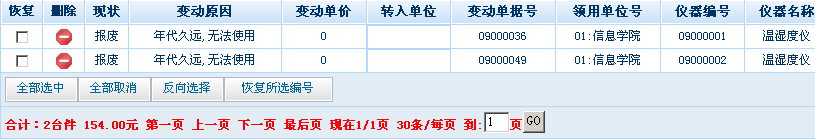 恢复 删除 现状 变动原因 变动单价 转入单位 变动单据号 领用单位号 仪器编号 仪器名称
报废 年代久远,无法使用 0 09000036 01:信息学院 09000001 温湿度仪
报废 年代久远,无法使用 0 09000049 01:信息学院 09000002 温湿度仪
全部选中 全部取消 反向选择 恢复所选编号
合计：2台件 154.00元 第一页 上一页 下一页 最后页 现在1/1页 30条/每页 到:1页GO